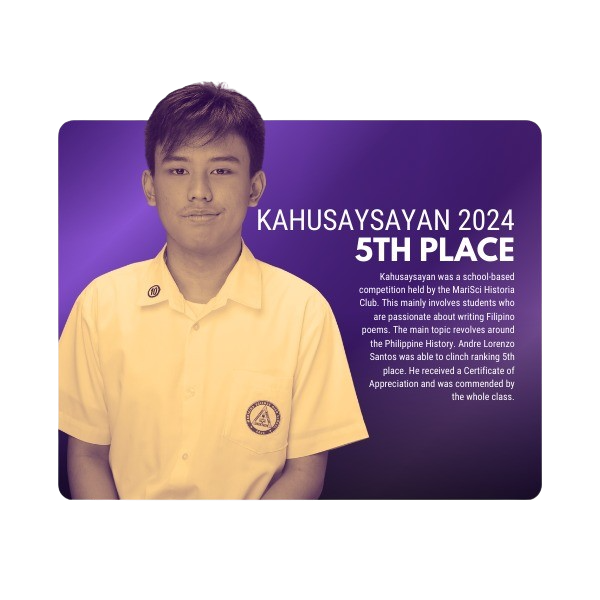 KAHUSAYSAYAN 2024
5TH PLACE
Kahusaysayan was a school-based
competition held by the MariSci Historia
Club. This mainly involves students who
are passionate about writing Filipino
poems. The main topic revolves around
the Philippine History. Andre Lorenzo
Santos was able to clinch ranking 5th
place. He received a Certificate of
Appreciation and was commended by
the whole class.
10